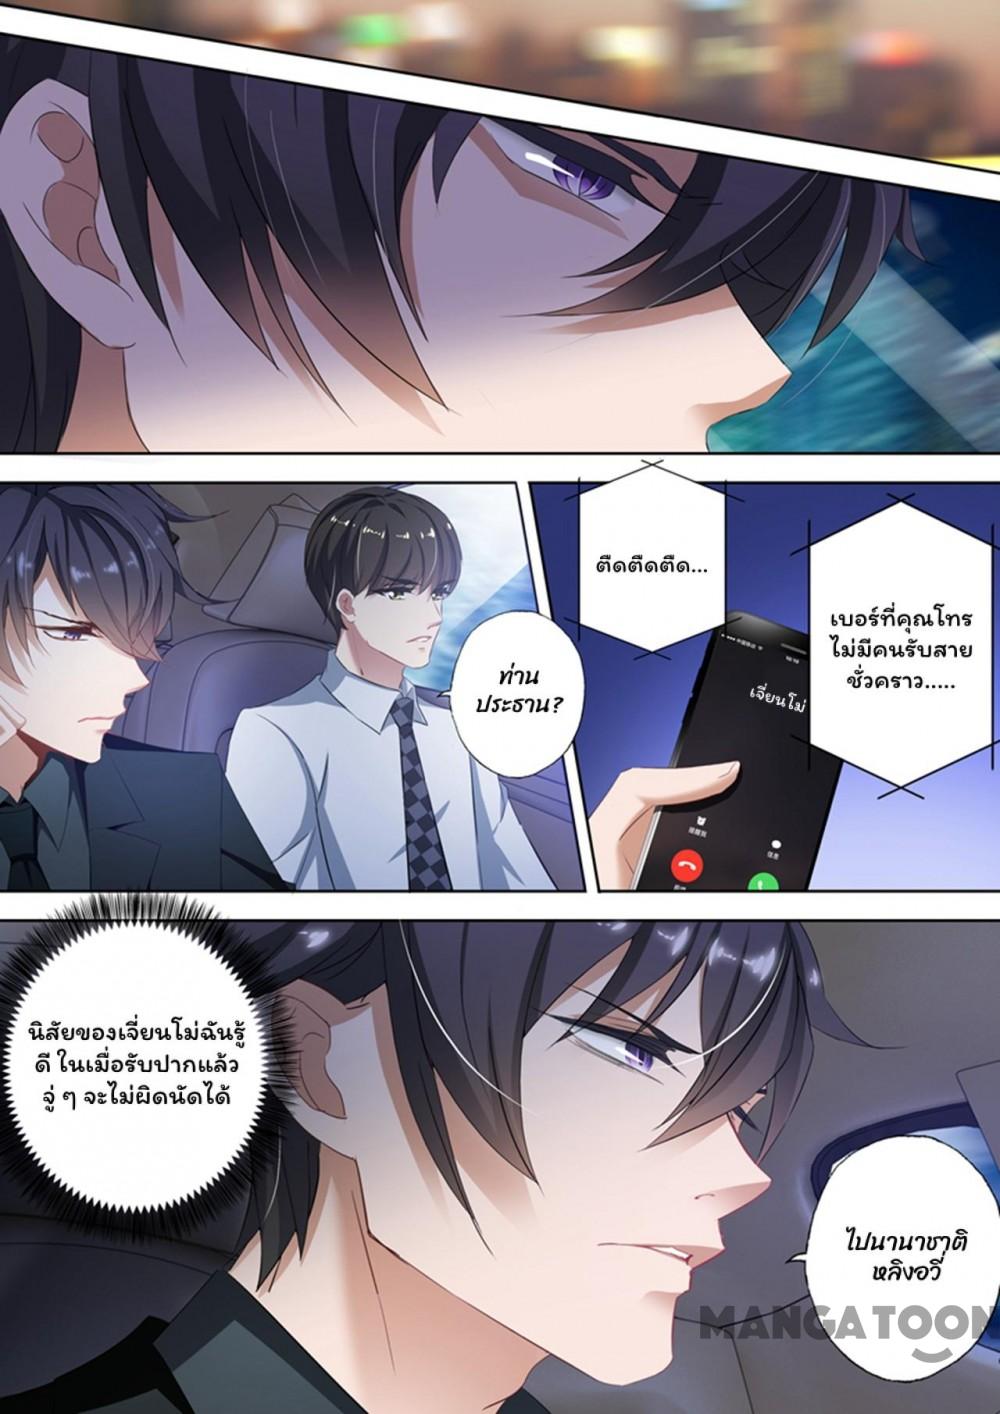 ตืดตืดตืด...
เบอร์ที่คุณโทร
ไม่มีคนรับสาย
ชั่วคราว.....
ท่าน
ประธาน?
เจี่ยนโม่
提醒我
信息
นิสัยของเจี่ยนโม่ฉันรู้
ดี ในเมื่อรับปากแล้ว
จู่ ๆ จะไม่ผิดนัดได้
ไปนานาชาติ
หลิงอวี่
MANGATOON